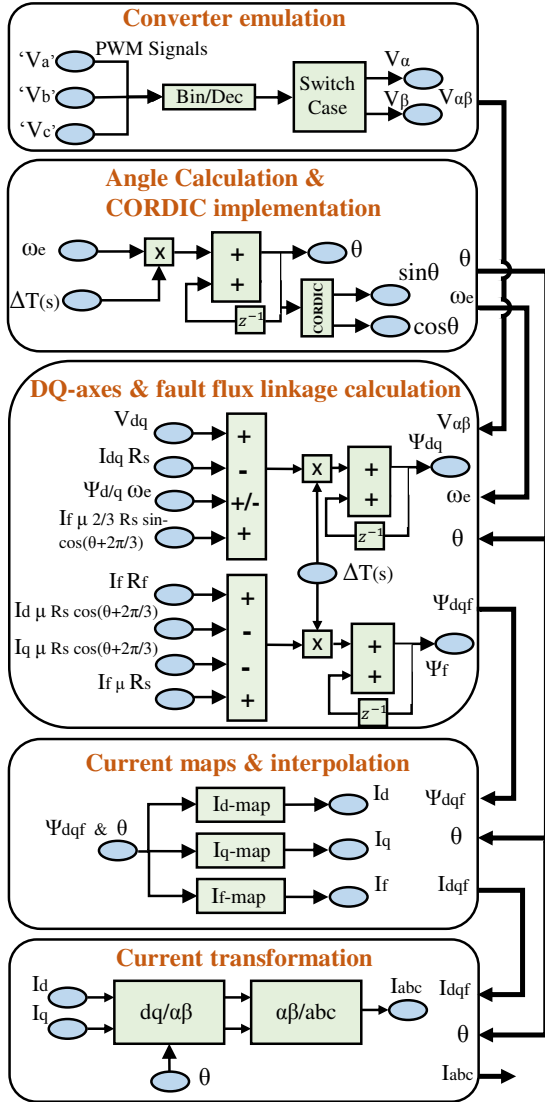 Converter emulation
PWM Signals
‘Va’
‘Vb’
‘Vc’
Bin/Dec
Switch
Case
Vα
Vβ
Vαβ
Angle Calculation &
CORDIC implementation
ωe
ΔT(s)
x
+
+
z⁻¹
CORDIC
θ
sinθ
cosθ
θ
ωe
DQ-axes & fault flux linkage calculation
Vdq
Idq Rs
Ψd/q ωe
If μ 2/3 Rs sin-
cos(θ+2π/3)
+
-
+/-
+
x
+
+
z⁻¹
Ψdq
Vαβ
ωe
θ
ΔT(s)
If Rf
Id μ Rs cos(θ+2π/3)
Iq μ Rs cos(θ+2π/3)
If μ Rs
+
-
-
+
x
+
+
z⁻¹
Ψf
Ψdqf
Current maps & interpolation
Ψdqf & θ
Id-map
Iq-map
If-map
Id
Iq
If
Ψdqf
θ
Idqf
Current transformation
Id
Iq
dq/αβ
αβ/abc
θ
Iabc
Idqf
θ
Iabc